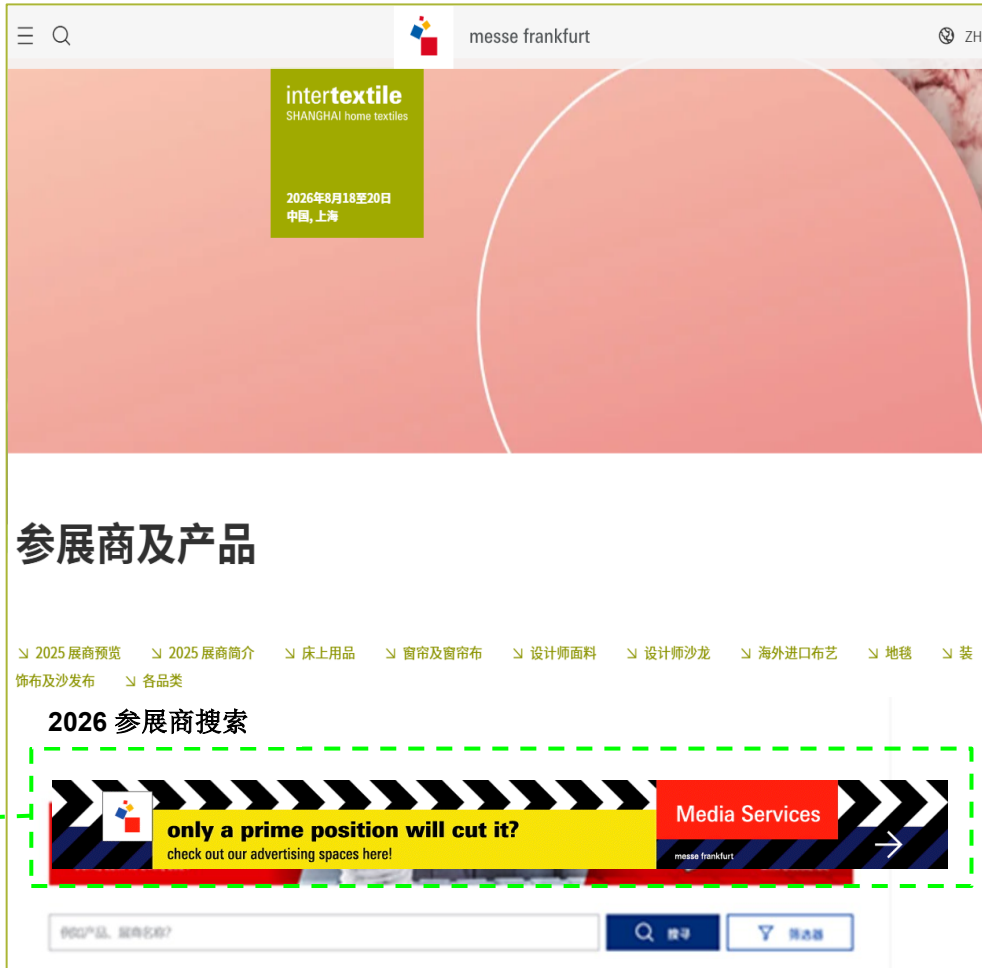 messe frankfurt
ZH
intertextile
SHANGHAI home textiles
2026年8月18至20日
中国, 上海
参展商及产品
2025 展商预览 2025 展商简介 床上用品 窗帘及窗帘布 设计师面料 设计师沙龙 海外进口布艺 地毯 装
饰布及沙发布 各品类
2026 参展商搜索
only a prime position will cut it?
check out our advertising spaces here!
Media Services
messe frankfurt
例如产品、展商名称?
搜寻
筛选器